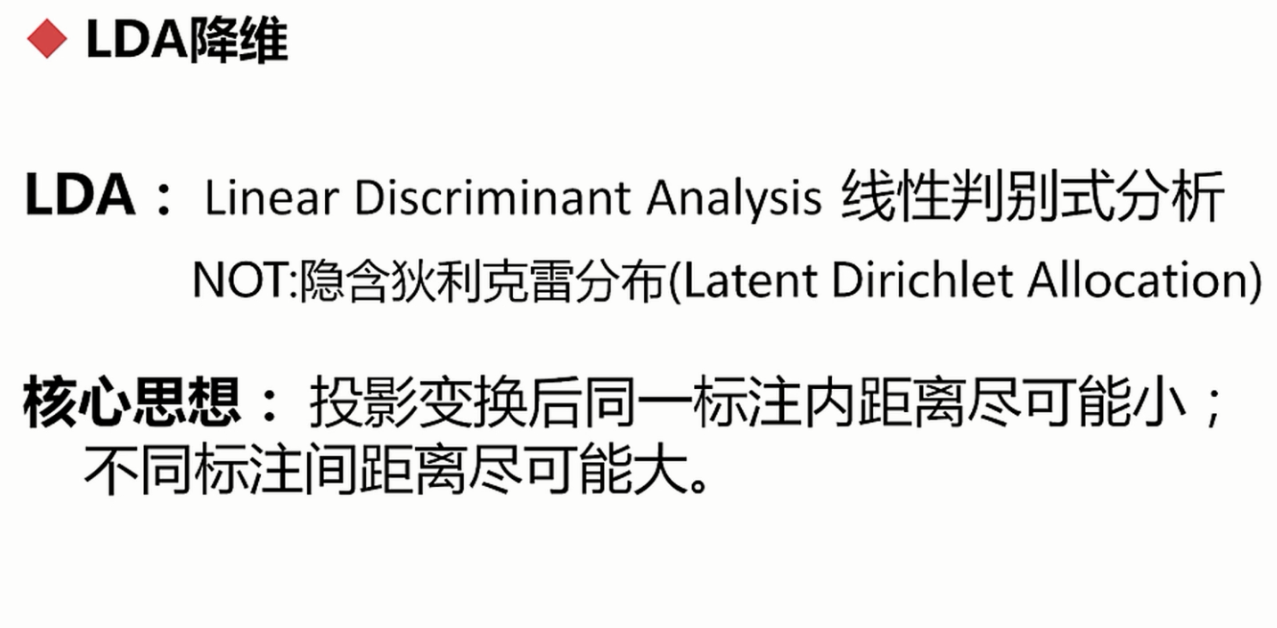 LDA降维
LDA： Linear Discriminant Analysis 线性判别式分析
NOT:隐含狄利克雷分布(Latent Dirichlet Allocation)
核心思想： 投影变换后同一标注内距离尽可能小；
不同标注间距离尽可能大。